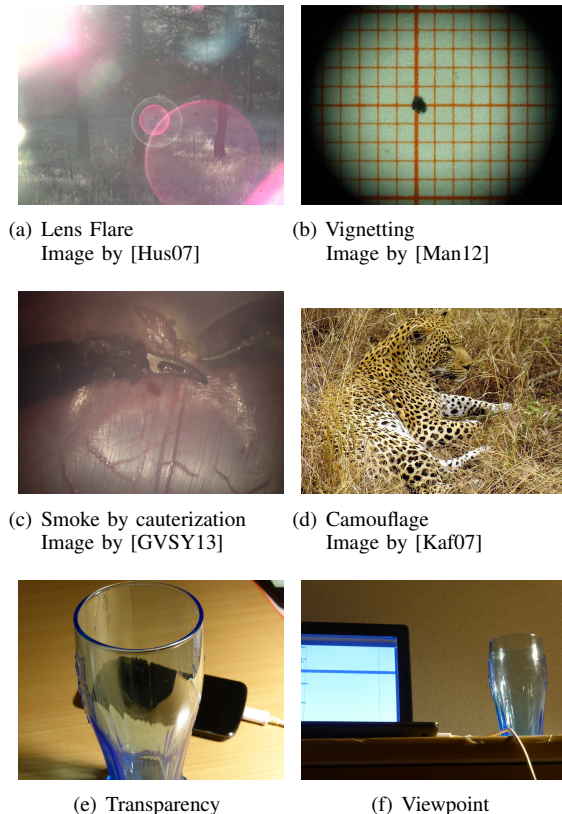 (a) Lens Flare
Image by [Hus07]
(b) Vignetting
Image by [Man12]
(c) Smoke by cauterization
Image by [GVSY13]
(d) Camouflage
Image by [Kaf07]
(e) Transparency
(f) Viewpoint